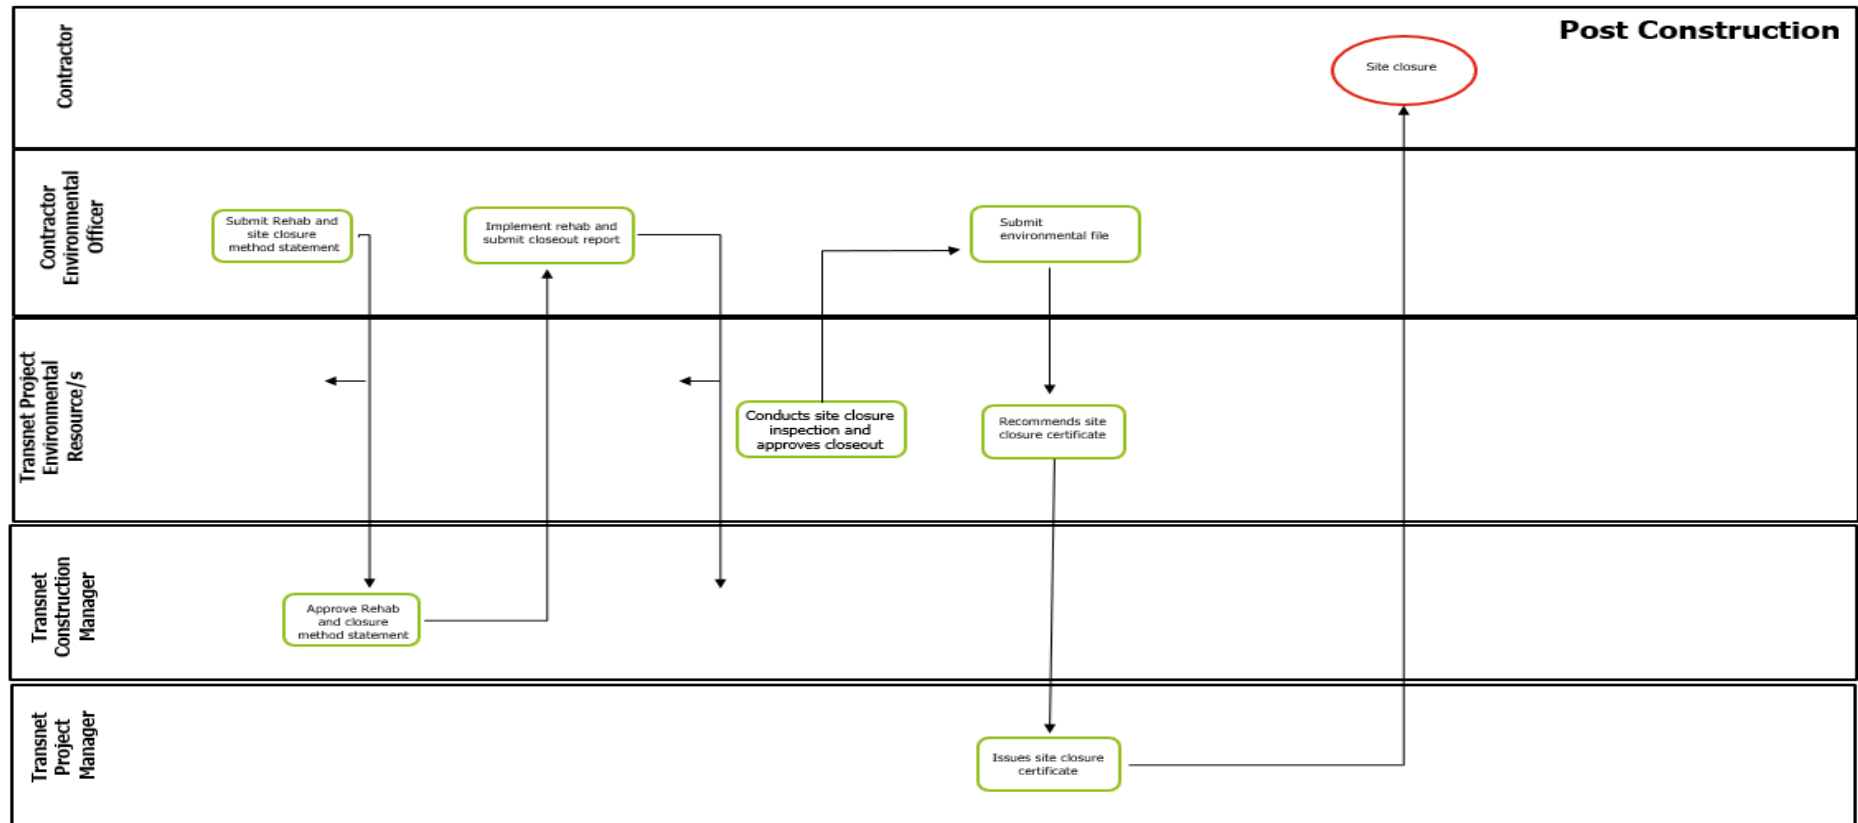 Post Construction
Contractor
Site closure
Contractor
Environmental
Officer
Submit Rehab and
site closure
method statement
Implement rehab and
submit closeout report
Submit
environmental file
Transnet Project
Environmental
Resource/s
Conducts site closure
inspection and
approves closeout
Recommends site
closure certificate
Transnet
Construction
Manager
Approve Rehab
and closure
method statement
Transnet
Project
Manager
Issues site closure
certificate